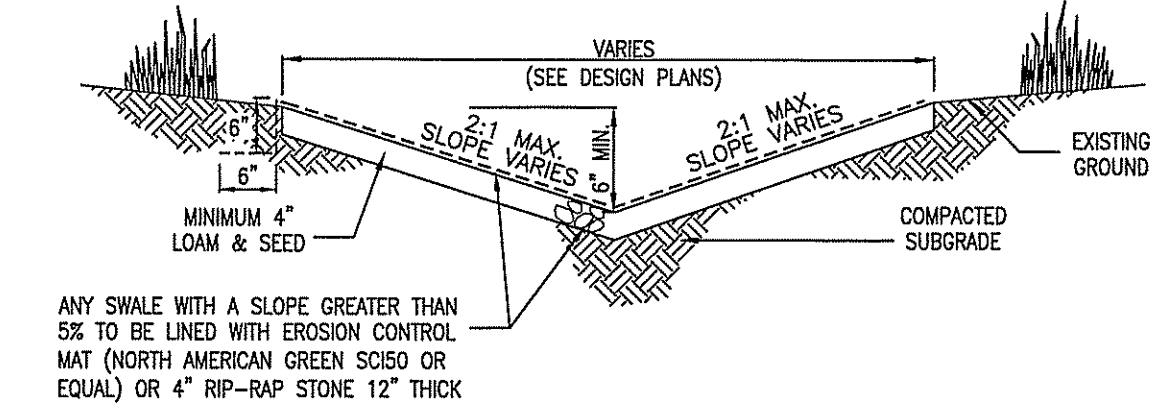 VARIES
(SEE DESIGN PLANS)
2:1 MAX.
SLOPE VARIES
6" MIN.
2:1 MAX.
SLOPE VARIES
6"
6"
EXISTING
GROUND
MINIMUM 4"
LOAM & SEED
COMPACTED
SUBGRADE
ANY SWALE WITH A SLOPE GREATER THAN
5% TO BE LINED WITH EROSION CONTROL
MAT (NORTH AMERICAN GREEN SC150 OR
EQUAL) OR 4" RIP-RAP STONE 12" THICK